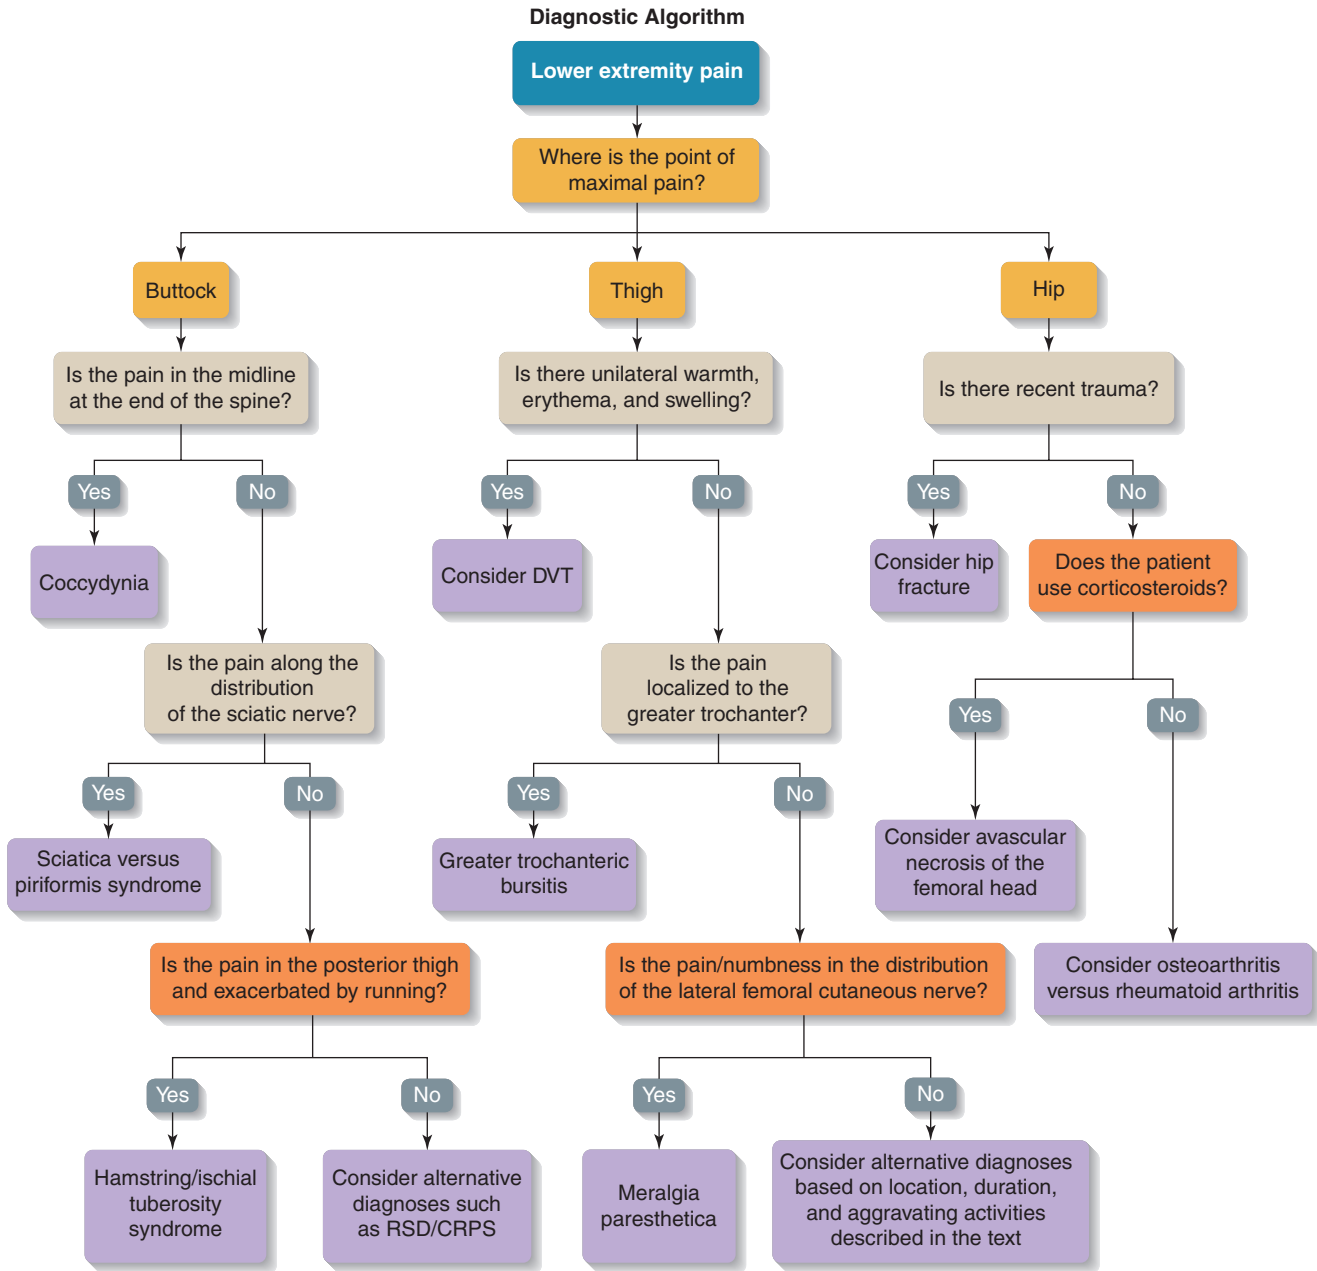 Diagnostic Algorithm
Lower extremity pain
Where is the point of
maximal pain?
Buttock
Thigh
Hip
Is the pain in the midline
at the end of the spine?
Is there unilateral warmth,
erythema, and swelling?
Is there recent trauma?
Yes
No
Yes
No
Yes
No
Coccydynia
Consider DVT
Consider hip
fracture
Does the patient
use corticosteroids?
Is the pain along the
distribution
of the sciatic nerve?
Is the pain
localized to the
greater trochanter?
Yes
No
Yes
No
Yes
No
Sciatica versus
piriformis syndrome
Greater trochanteric
bursitis
Consider avascular
necrosis of the
femoral head
Is the pain in the posterior thigh
and exacerbated by running?
Is the pain/numbness in the distribution
of the lateral femoral cutaneous nerve?
Consider osteoarthritis
versus rheumatoid arthritis
Yes
No
Yes
No
Hamstring/ischial
tuberosity
syndrome
Consider alternative
diagnoses such
as RSD/CRPS
Meralgia
paresthetica
Consider alternative diagnoses
based on location, duration,
and aggravating activities
described in the text